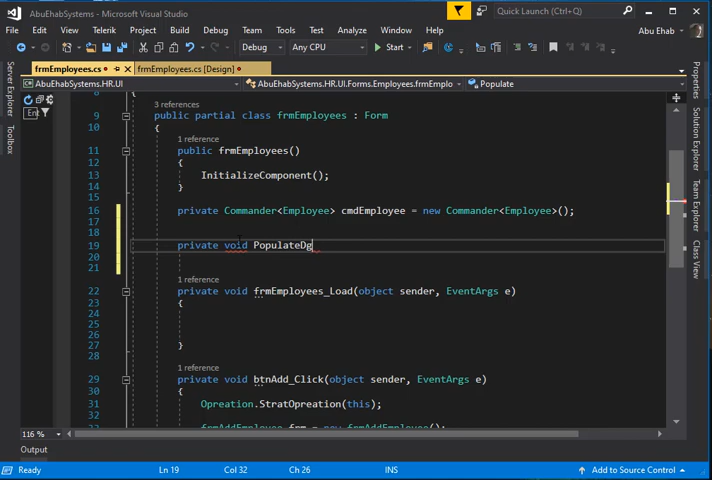 AbuEhabSystems - Microsoft Visual Studio
Quick Launch (Ctrl+Q)
File Edit View Telerik Project Build Debug Team Tools Test Analyze Window Help
Abu Ehab
Debug Any CPU Start
frmEmployees.cs
frmEmployees.cs [Design]
AbuEhabSystems.HR.UI
AbuEhabSystems.HR.UI.Forms.Employees.frmEmplo
Populate
Server Explorer
Toolbox
Ent
3 references
9 public partial class frmEmployees : Form
10 {
1 reference
11 public frmEmployees()
12 {
13 InitializeComponent();
14 }
15
16 private Commander<Employee> cmdEmployee = new Commander<Employee>();
17
18
19 private void PopulateDg
20
21
1 reference
22 private void frmEmployees_Load(object sender, EventArgs e)
23 {
24
25
26
27 }
28
1 reference
29 private void btnAdd_Click(object sender, EventArgs e)
30 {
31 Opreation.StratOpreation(this);
32
33 frmAddEmployee frm = new frmAddEmployee();
116 %
Properties
Solution Explorer
Team Explorer
Class View
Output
Ready
Ln 19 Col 32 Ch 26 INS
Add to Source Control